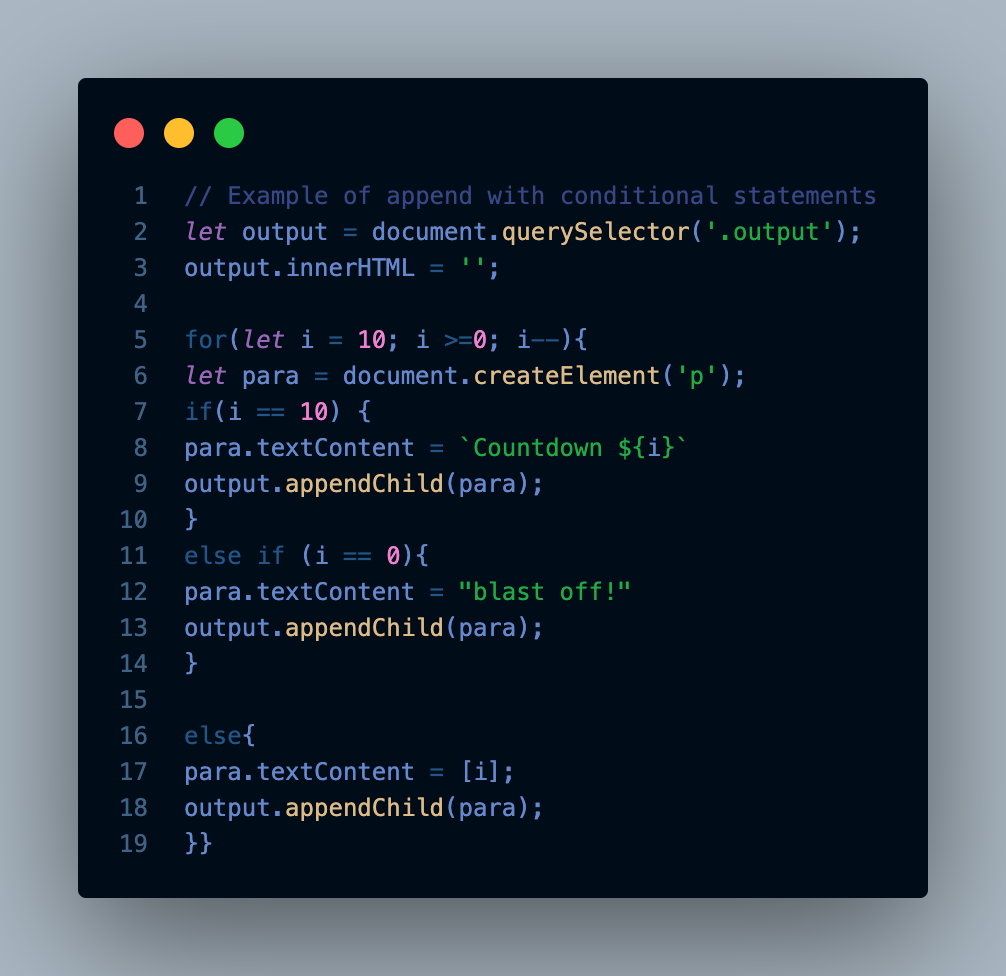 1 // Example of append with conditional statements
2 let output = document.querySelector('.output');
3 output.innerHTML = '';
4
5 for(let i = 10; i >=0; i--){
6 let para = document.createElement('p');
7 if(i == 10) {
8 para.textContent = `Countdown ${i}`
9 output.appendChild(para);
10 }
11 else if (i == 0){
12 para.textContent = "blast off!"
13 output.appendChild(para);
14 }
15
16 else{
17 para.textContent = [i];
18 output.appendChild(para);
19 }}